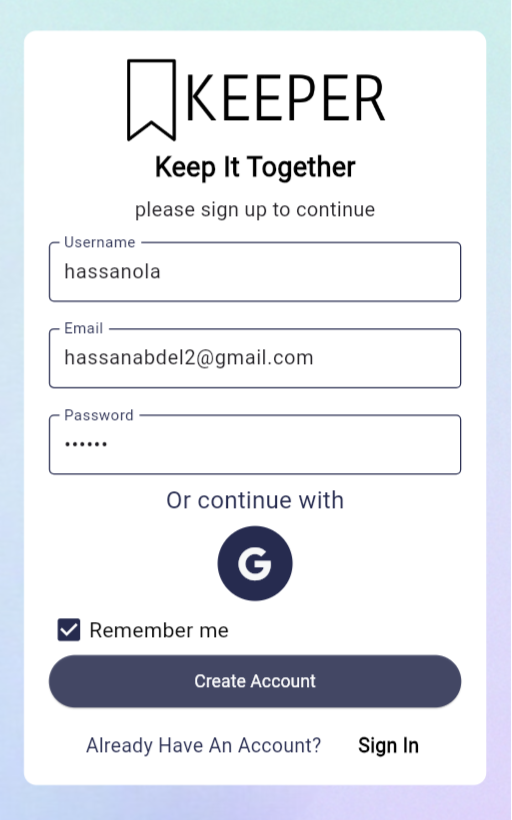 KEEPER
Keep It Together
please sign up to continue
Username
hassanola
Email
hassanabdel2@gmail.com
Password
••••••
Or continue with
G
Remember me
Create Account
Already Have An Account? Sign In